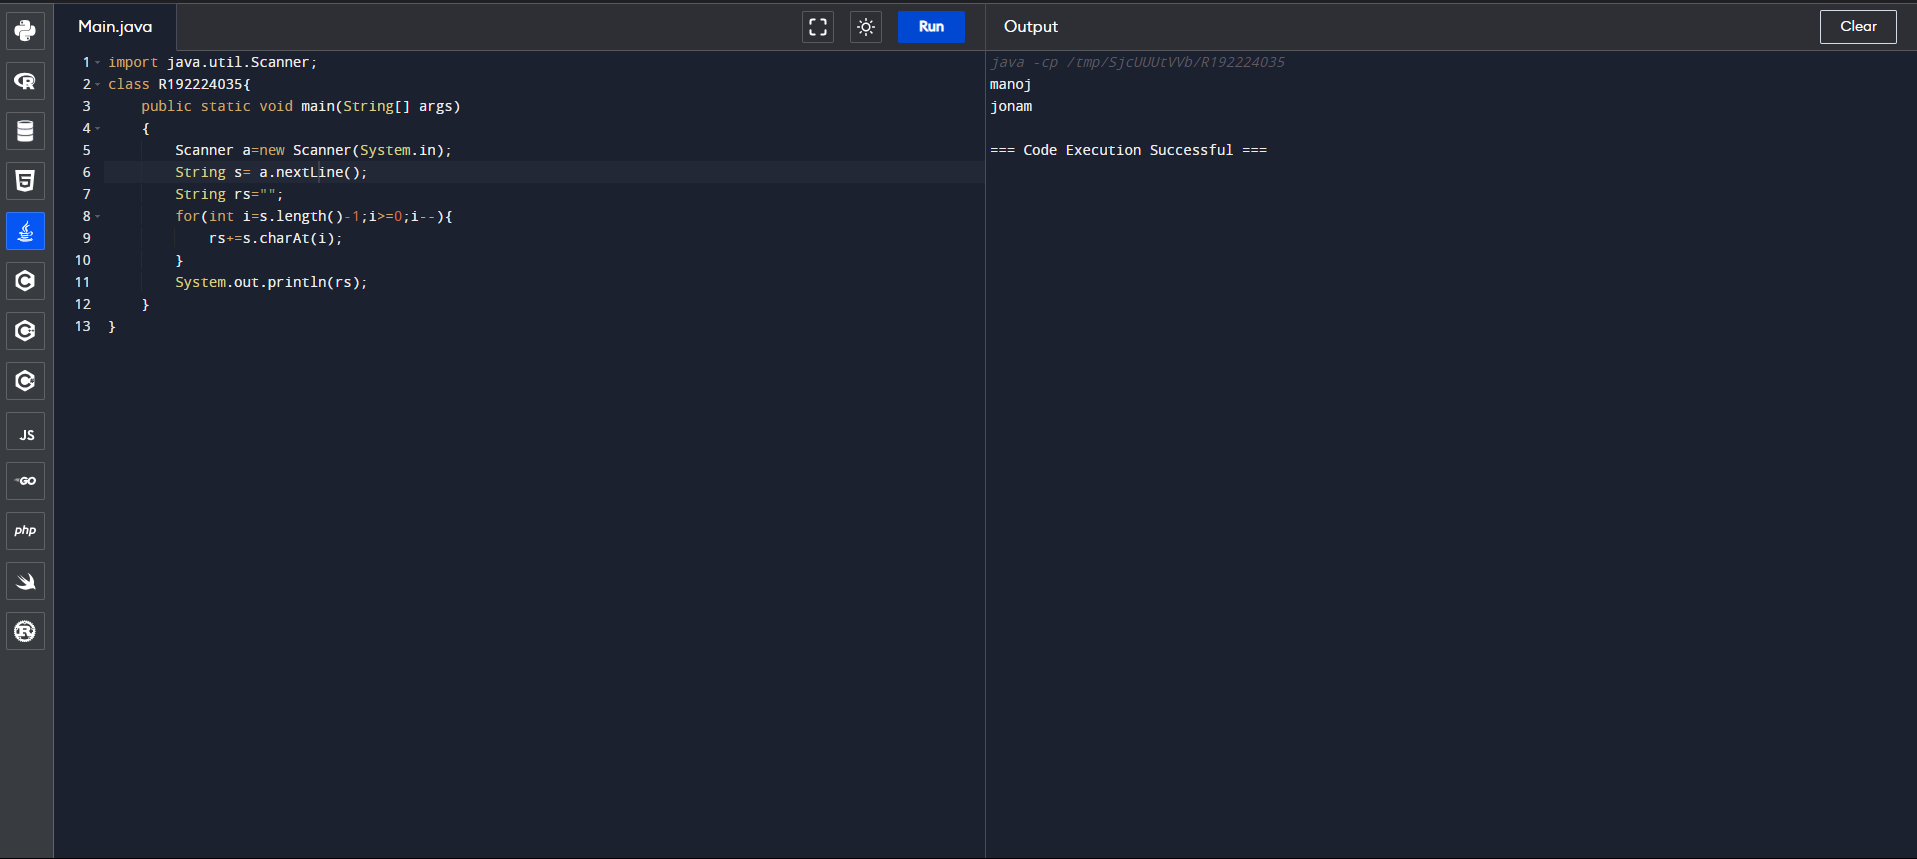 Main.java
Run
Output
Clear
1 import java.util.Scanner;
2 class R192224035{
3     public static void main(String[] args)
4     {
5         Scanner a=new Scanner(System.in);
6         String s= a.nextLine();
7         String rs="";
8         for(int i=s.length()-1;i>=0;i--){
9             rs+=s.charAt(i);
10         }
11         System.out.println(rs);
12     }
13 }
java -cp /tmp/SjcUUUtVVb/R192224035
manoj
jonam
=== Code Execution Successful ===
R
5
C
C
C
JS
GO
php
R